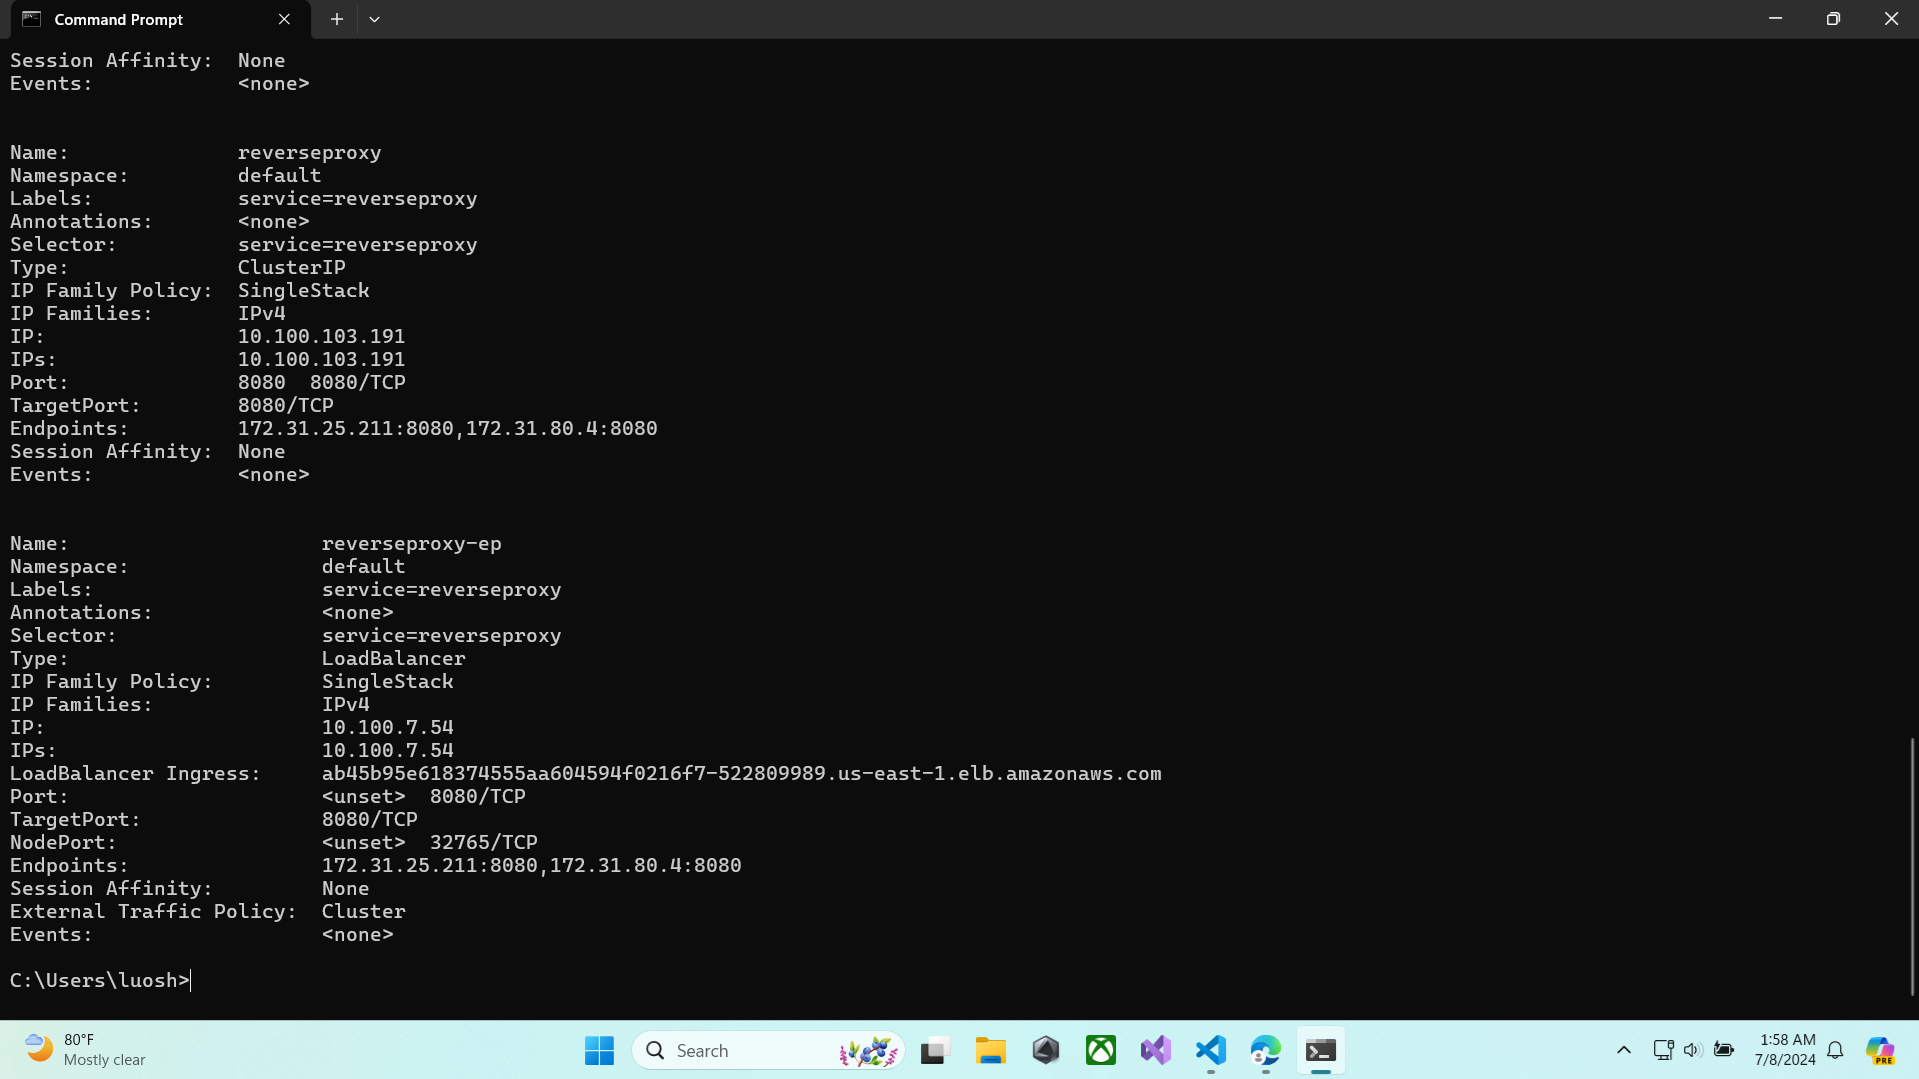 Command Prompt
Session Affinity:  None
Events:            <none>
Name:              reverseproxy
Namespace:         default
Labels:            service=reverseproxy
Annotations:       <none>
Selector:          service=reverseproxy
Type:              ClusterIP
IP Family Policy:  SingleStack
IP Families:       IPv4
IP:                10.100.103.191
IPs:               10.100.103.191
Port:              8080  8080/TCP
TargetPort:        8080/TCP
Endpoints:         172.31.25.211:8080,172.31.80.4:8080
Session Affinity:  None
Events:            <none>
Name:                     reverseproxy-ep
Namespace:                default
Labels:                   service=reverseproxy
Annotations:              <none>
Selector:                 service=reverseproxy
Type:                     LoadBalancer
IP Family Policy:         SingleStack
IP Families:              IPv4
IP:                       10.100.7.54
IPs:                      10.100.7.54
LoadBalancer Ingress:     ab45b95e618374555aa604594f0216f7-522809989.us-east-1.elb.amazonaws.com
Port:                     <unset>  8080/TCP
TargetPort:               8080/TCP
NodePort:                 <unset>  32765/TCP
Endpoints:                172.31.25.211:8080,172.31.80.4:8080
Session Affinity:         None
External Traffic Policy:  Cluster
Events:                   <none>
C:\Users\luosh>
80°F
Mostly clear
Search
1:58 AM
7/8/2024
PRE